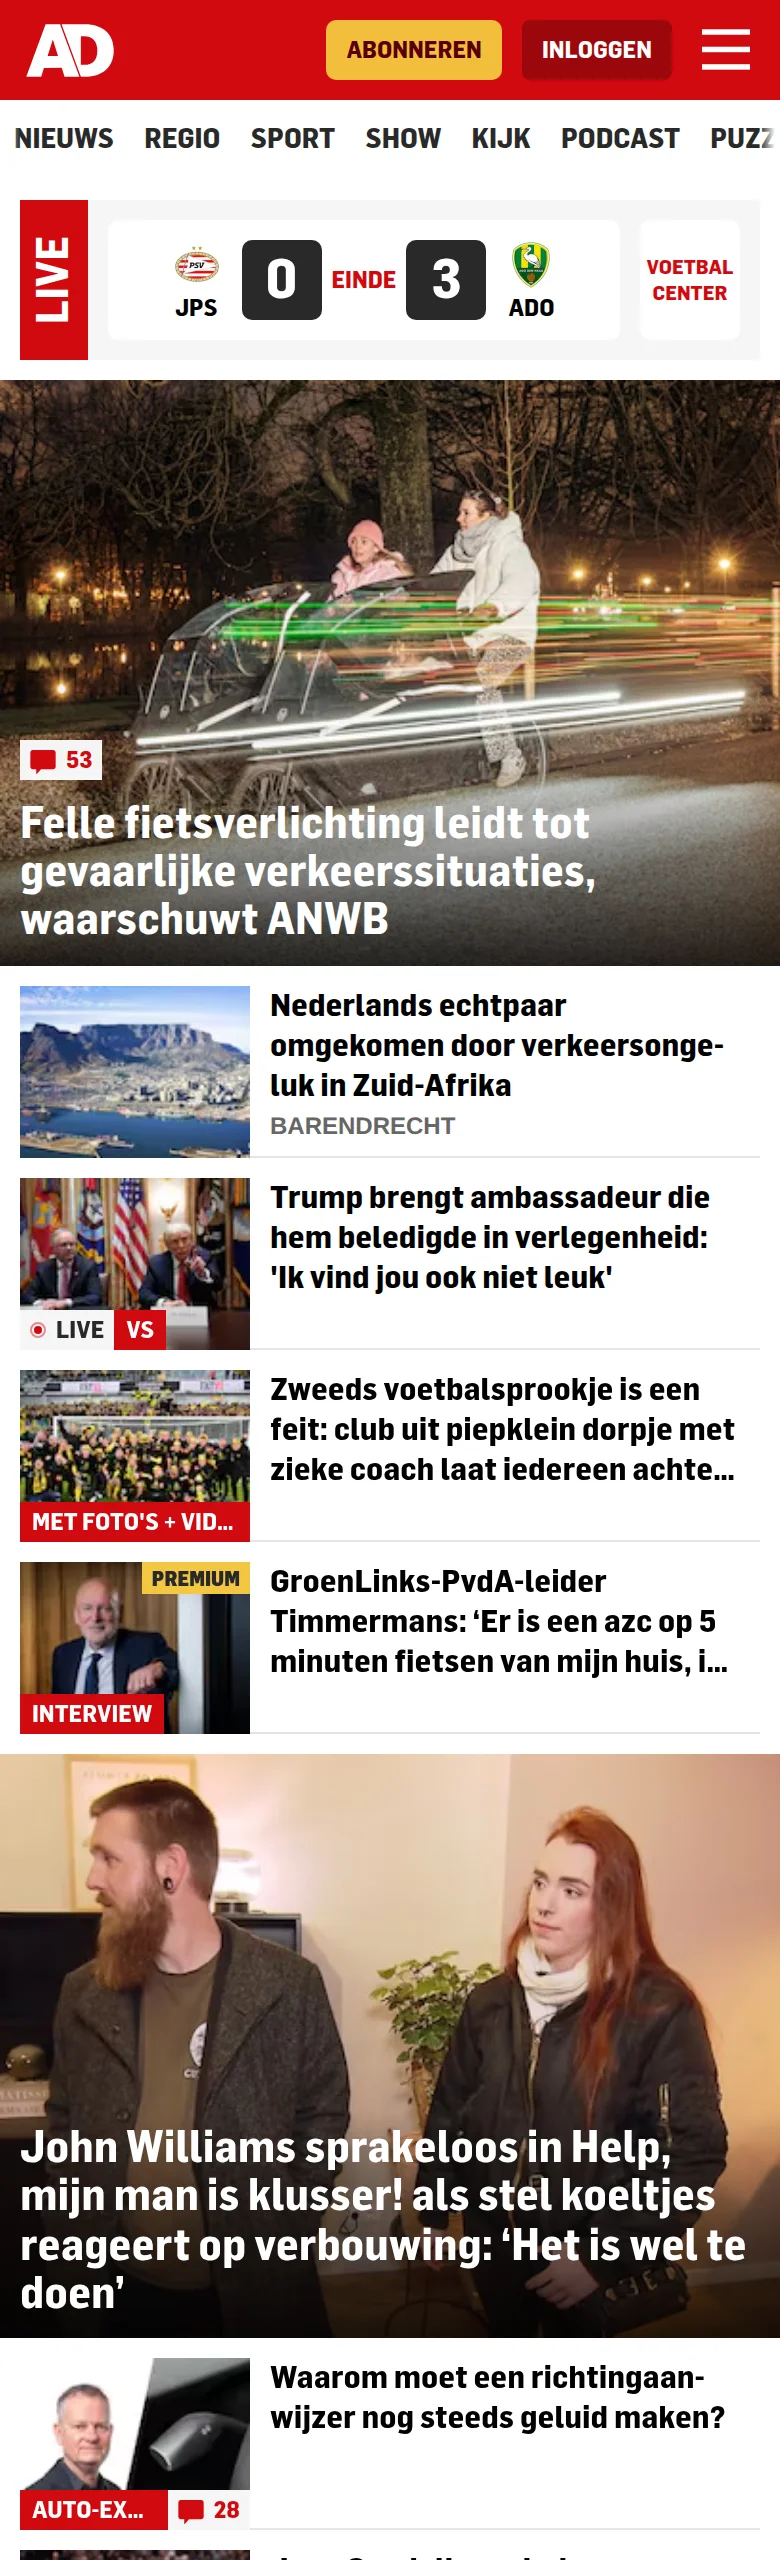 AD
ABONNEREN
INLOGGEN
NIEUWS REGIO SPORT SHOW KIJK PODCAST PUZZ
LIVE
PSV
JPS
0
EINDE
3
ADO
VOETBAL
CENTER
53
Felle fietsverlichting leidt tot
gevaarlijke verkeerssituaties,
waarschuwt ANWB
Nederlands echtpaar
omgekomen door verkeersonge-
luk in Zuid-Afrika
BARENDRECHT
Trump brengt ambassadeur die
hem beledigde in verlegenheid:
'Ik vind jou ook niet leuk'
LIVE VS
Zweeds voetbalsprookje is een
feit: club uit piepklein dorpje met
zieke coach laat iedereen achte...
MET FOTO'S + VID...
PREMIUM
GroenLinks-PvdA-leider
Timmermans: ‘Er is een azc op 5
minuten fietsen van mijn huis, i...
INTERVIEW
John Williams sprakeloos in Help,
mijn man is klusser! als stel koeltjes
reageert op verbouwing: ‘Het is wel te
doen’
Waarom moet een richtingaan-
wijzer nog steeds geluid maken?
AUTO-EX...
28